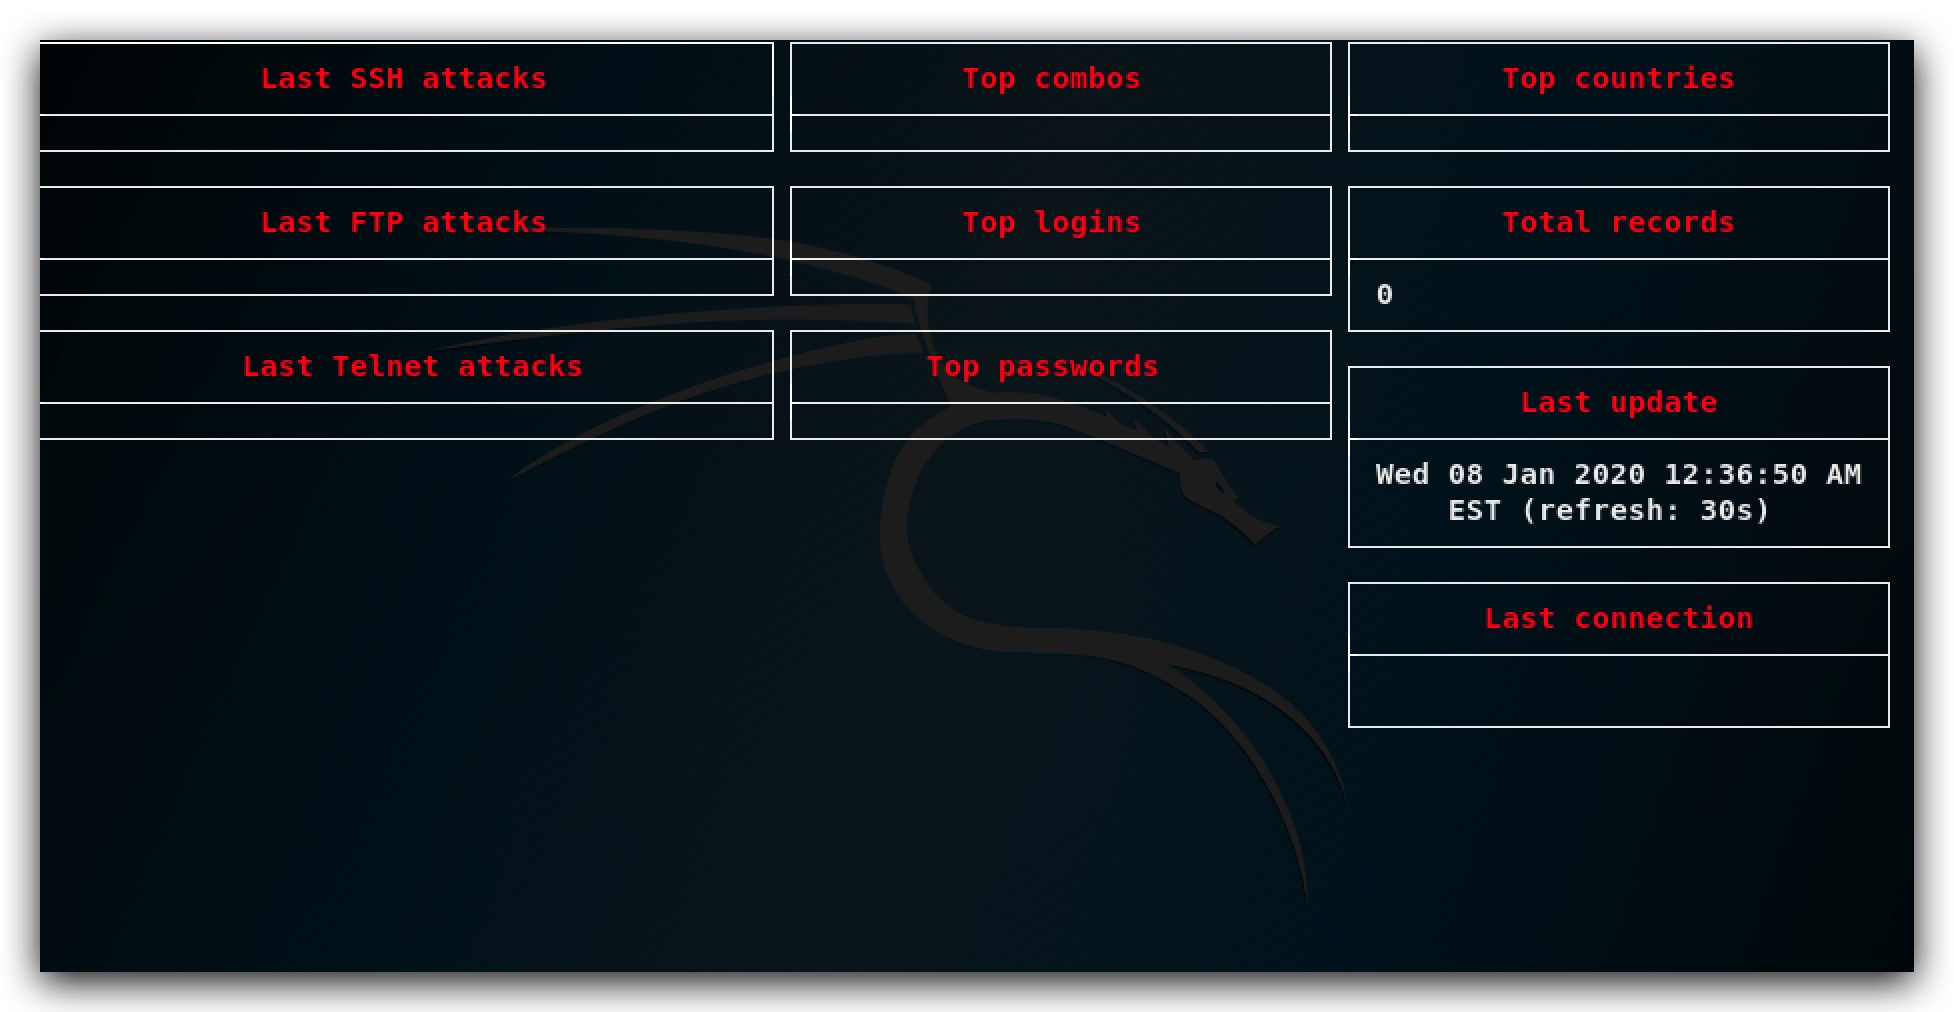 Last SSH attacks
Last FTP attacks
Last Telnet attacks
Top combos
Top logins
Top passwords
Top countries
Total records
0
Last update
Wed 08 Jan 2020 12:36:50 AM
EST (refresh: 30s)
Last connection